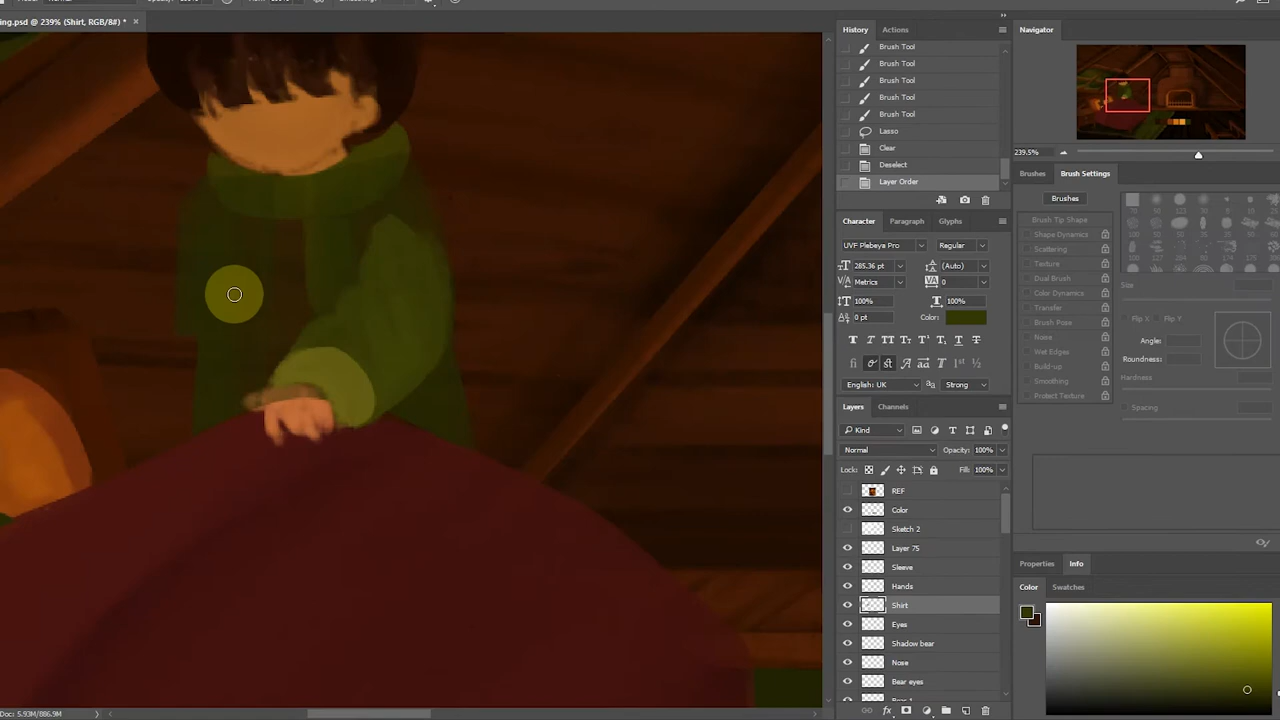 ing.psd @ 239% (Shirt, RGB/8#) * ×
History Actions
Brush Tool
Brush Tool
Brush Tool
Brush Tool
Brush Tool
Lasso
Clear
Deselect
Layer Order
Navigator
239.5%
Brushes Brush Settings
Brushes
Brush Tip Shape
Shape Dynamics
Scattering
Texture
Dual Brush
Color Dynamics
Transfer
Brush Pose
Noise
Wet Edges
Build-up
Smoothing
Protect Texture
Size
Flip X Flip Y
Angle:
Roundness:
Hardness
Spacing
Character Paragraph Glyphs
UVF Plebeya Pro Regular
285.36 pt (Auto)
Metrics 0
100% 100%
0 pt Color:
English: UK Strong
Layers Channels
Kind
Normal Opacity: 100%
Lock: Fill: 100%
REF
Color
Sketch 2
Layer 75
Sleeve
Hands
Shirt
Eyes
Shadow bear
Nose
Bear eyes
Properties Info
Color Swatches
Doc: 5.93M/886.9M